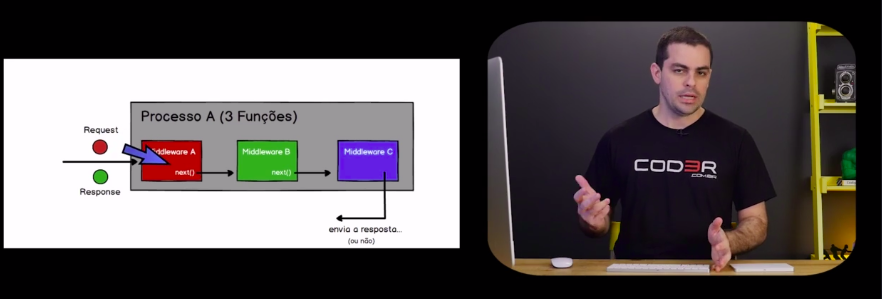 Processo A (3 Funções)
Request
Middleware A
Middleware B
Middleware C
next()
next()
Response
envia a resposta...
(ou não)
COD3R
.COM.BR